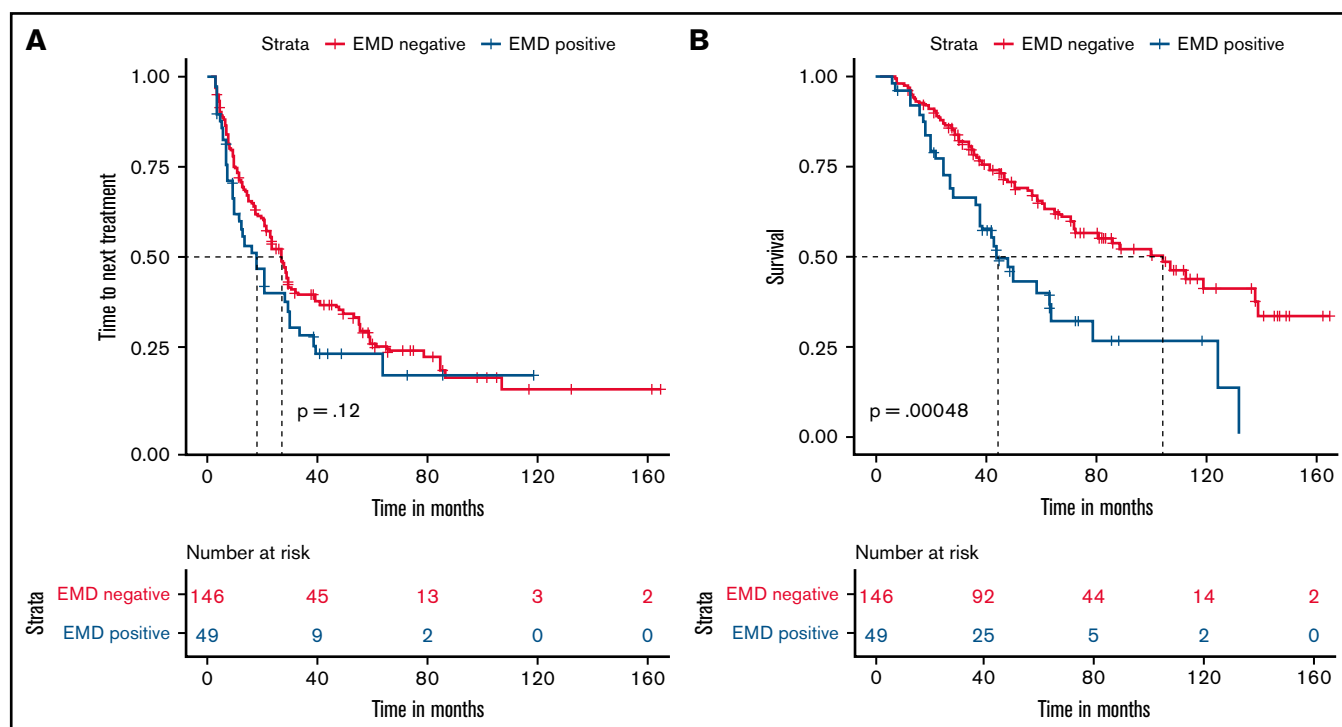 A
Strata EMD negative EMD positive
Time to next treatment
1.00
0.75
0.50
0.25
0.00
p = .12
0 40 80 120 160
Time in months
Number at risk
Strata
EMD negative 146 45 13 3 2
EMD positive 49 9 2 0 0
0 40 80 120 160
Time in months
B
Strata EMD negative EMD positive
Survival
1.00
0.75
0.50
0.25
0.00
p = .00048
0 40 80 120 160
Time in months
Number at risk
Strata
EMD negative 146 92 44 14 2
EMD positive 49 25 5 2 0
0 40 80 120 160
Time in months